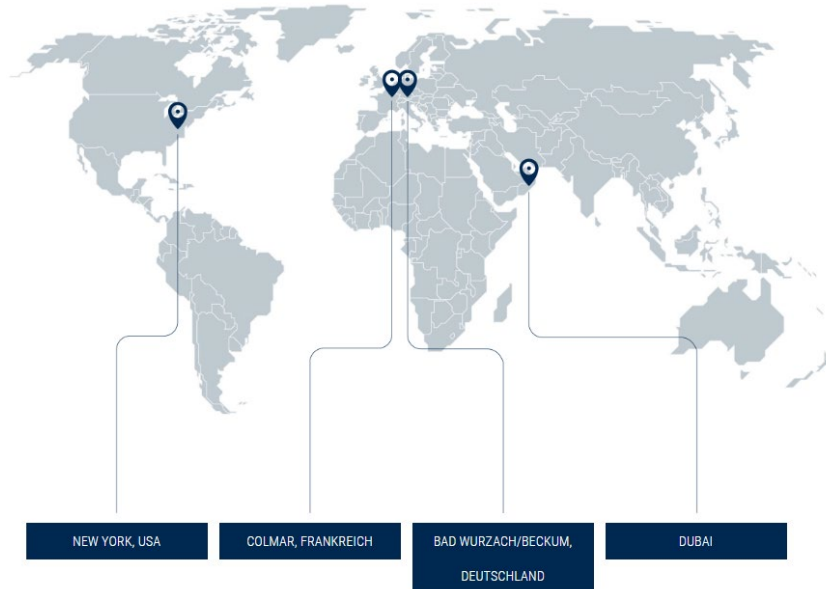 NEW YORK, USA
COLMAR, FRANKREICH
BAD WURZACH/BECKUM,
DEUTSCHLAND
DUBAI